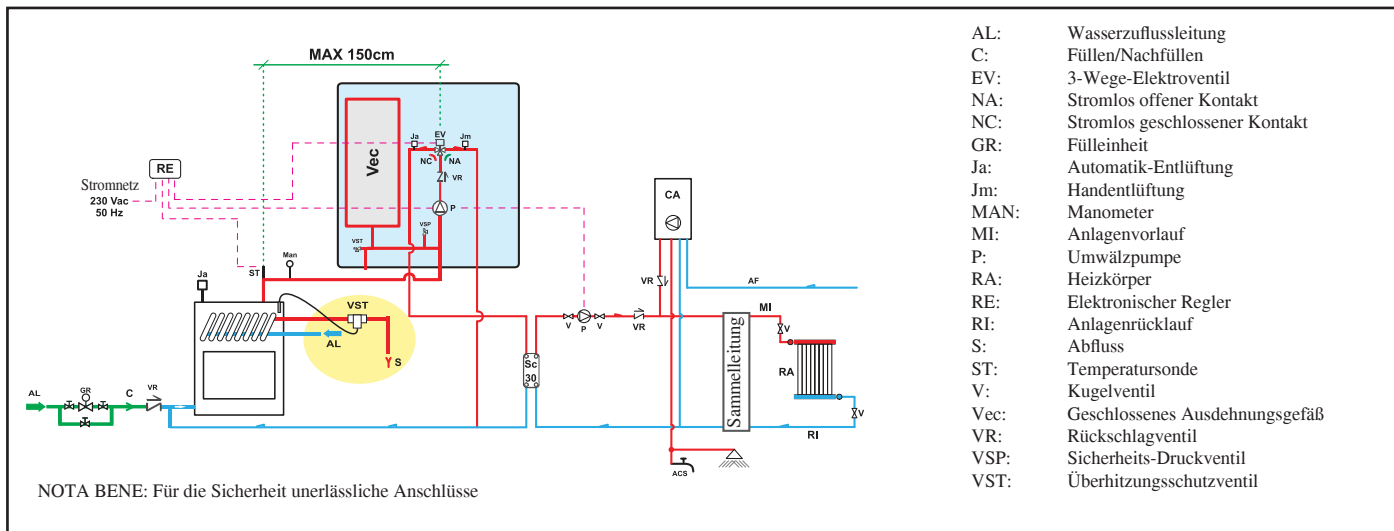 MAX 150cm
EV
Ja
Jm
NC
NA
Vec
VR
RE
Stromnetz
230 Vac
50 Hz
P
CA
VSP
VST
Man
ST
Ja
VR
AF
VST
MI
V
V
P
VR
V
AL
S
Sc
30
Sammelleitung
RA
AL
GR
C
VR
V
RI
ACS
NOTA BENE: Für die Sicherheit unerlässliche Anschlüsse
AL: Wasserzuflussleitung
C: Füllen/Nachfüllen
EV: 3-Wege-Elektroventil
NA: Stromlos offener Kontakt
NC: Stromlos geschlossener Kontakt
GR: Fülleinheit
Ja: Automatik-Entlüftung
Jm: Handentlüftung
MAN: Manometer
MI: Anlagenvorlauf
P: Umwälzpumpe
RA: Heizkörper
RE: Elektronischer Regler
RI: Anlagenrücklauf
S: Abfluss
ST: Temperatursonde
V: Kugelventil
Vec: Geschlossenes Ausdehnungsgefäß
VR: Rückschlagventil
VSP: Sicherheits-Druckventil
VST: Überhitzungsschutzventil